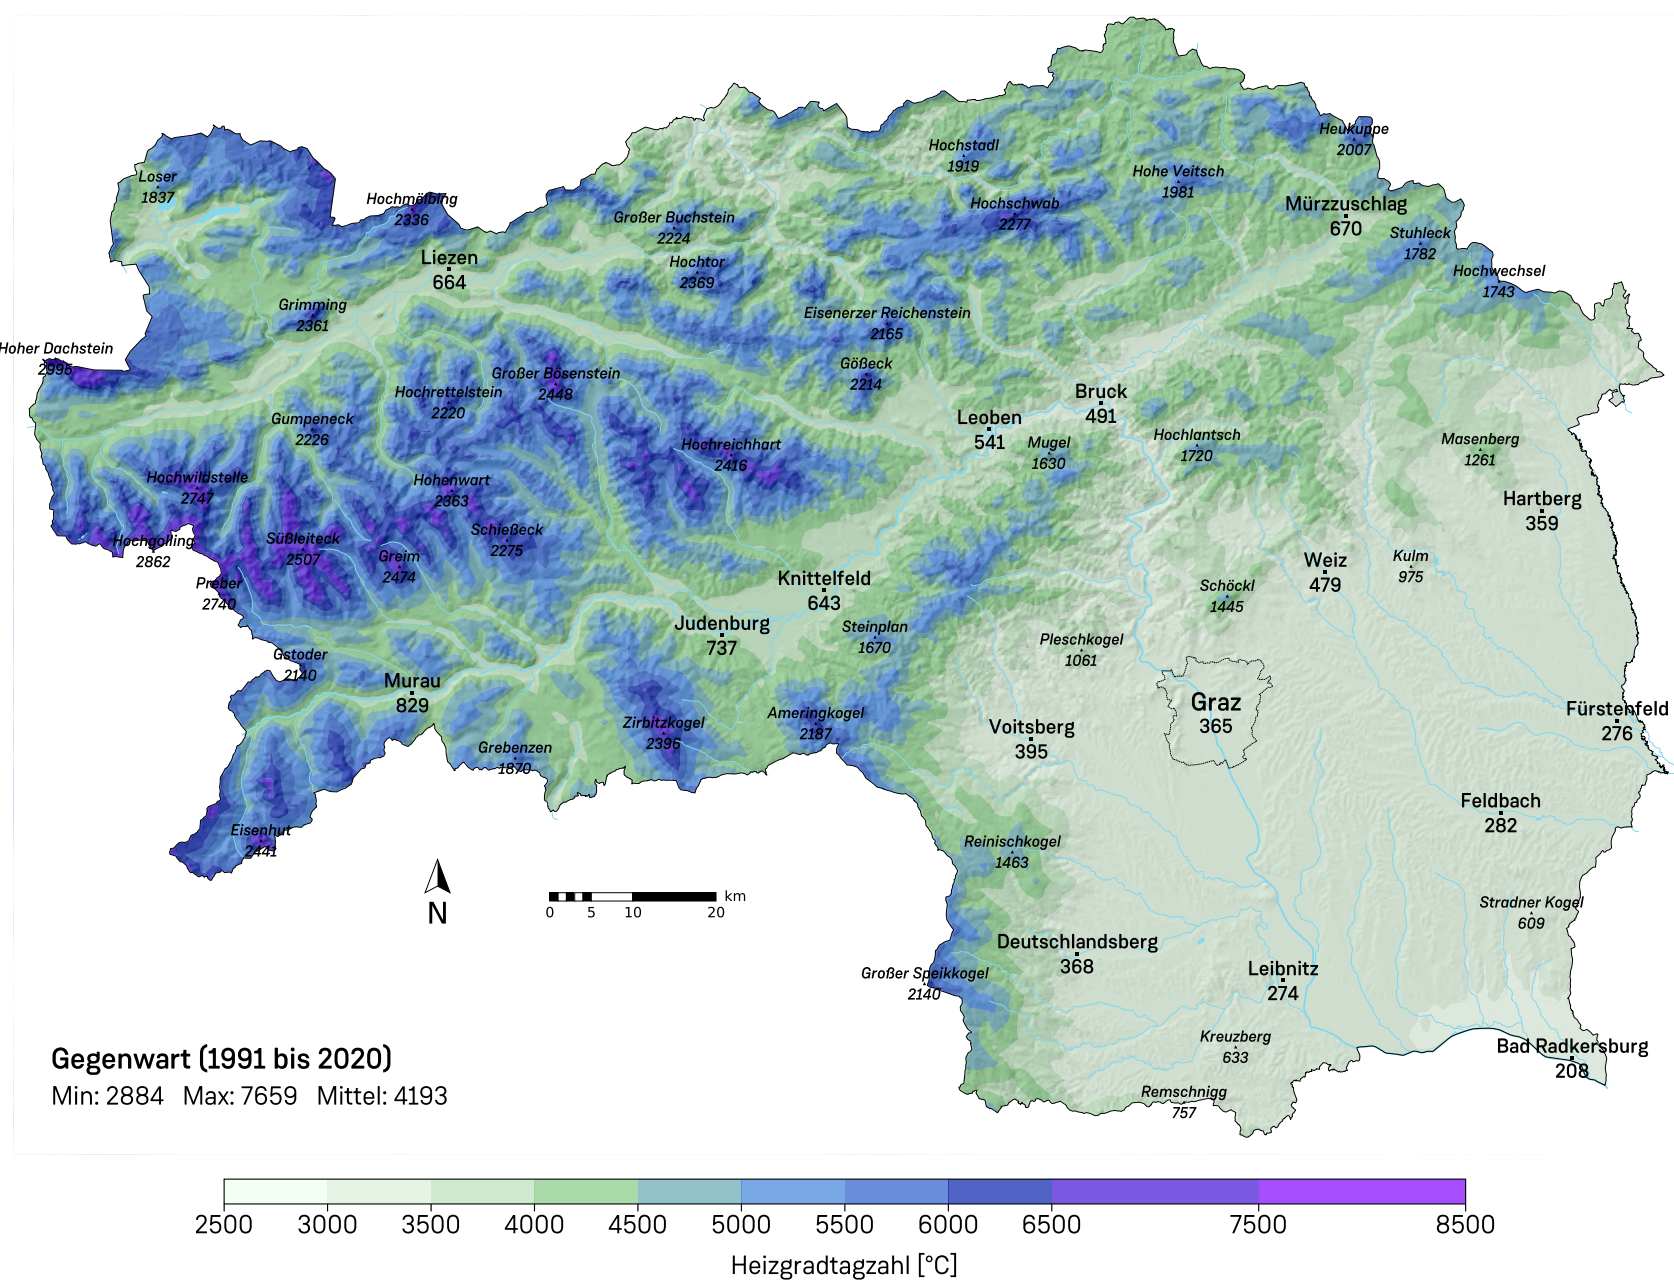 Heukuppe
2007
Hochstadl
1919
Loser
1837
Hohe Veitsch
1981
Hochmölbing
2336
Hochschwab
2277
Mürzzuschlag
670
Großer Buchstein
2224
Stuhleck
1782
Liezen
664
Hochtor
2369
Hochwechsel
1743
Grimming
2361
Eisenerzer Reichenstein
2165
Hoher Dachstein
2995
Gößeck
2214
Großer Bösenstein
2448
Hochrettelstein
2220
Bruck
491
Gumpeneck
2226
Leoben
541
Mugel
1630
Hochlantsch
1720
Masenberg
1261
Hochreichhart
2416
Hochwildstelle
2747
Hohenwart
2363
Hartberg
359
Schießeck
2275
Süßleiteck
2507
Hochgolling
2862
Greim
2474
Weiz
479
Kulm
975
Preber
2740
Knittelfeld
643
Schöckl
1445
Judenburg
737
Steinplan
1670
Pleschkogel
1061
Gstoder
2140
Murau
829
Graz
365
Fürstenfeld
276
Zirbitzkogel
2396
Ameringkogel
2187
Voitsberg
395
Grebenzen
1870
Feldbach
282
Eisenhut
2441
Reinischkogel
1463
N
km
0 5 10 20
Stradner Kogel
609
Deutschlandsberg
368
Großer Speikkogel
2140
Leibnitz
274
Kreuzberg
633
Bad Radkersburg
208
Remschnigg
757
Gegenwart (1991 bis 2020)
Min: 2884 Max: 7659 Mittel: 4193
2500 3000 3500 4000 4500 5000 5500 6000 6500 7500 8500
Heizgradtagzahl [°C]